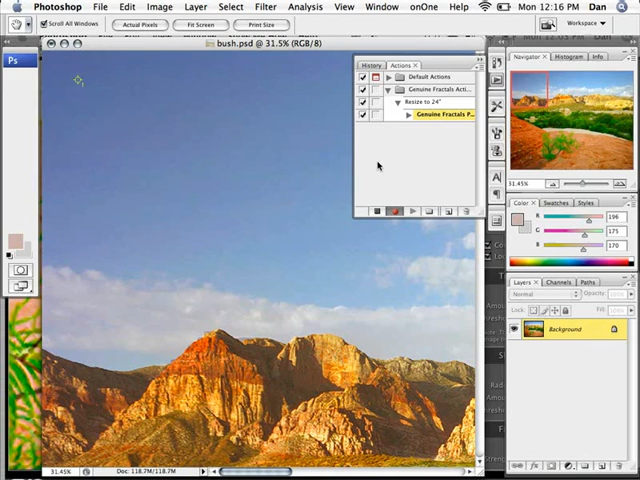 Photoshop File Edit Image Layer Select Filter Analysis View Window onOne Help 12:16 PM Dan
Scroll All Windows Actual Pixels Fit Screen Print Size Workspace
bush.psd @ 31.5% (RGB/8)
Ps
History Actions
Default Actions
Genuine Fractals Acti...
Resize to 24"
Genuine Fractals P...
Navigator Histogram Info
31.45%
Color Swatches Styles
R 196
G 175
B 170
Layers Channels Paths
Normal Opacity:
Lock: Fill:
Background
31.45% Doc: 118.7M/118.7M